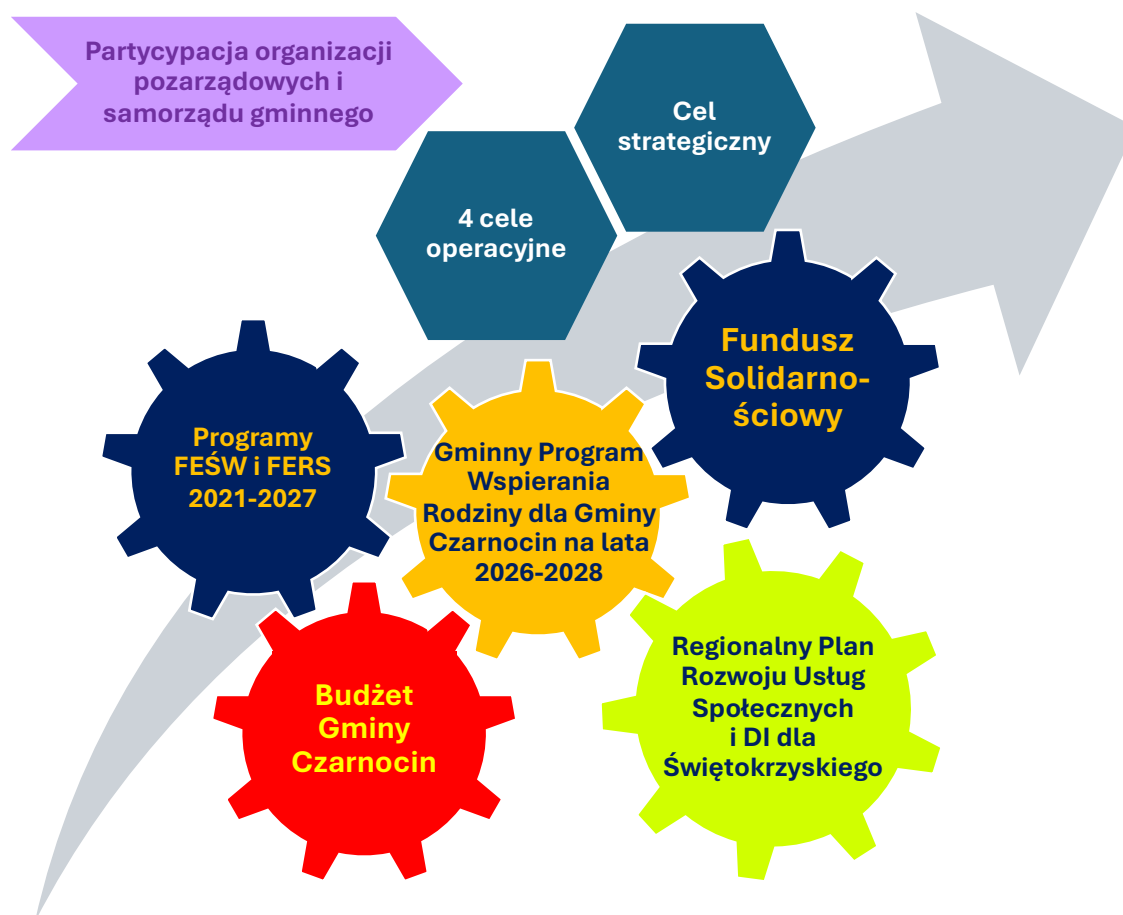 Partycypacja organizacji
pozarządowych i
samorządu gminnego
Cel
strategiczny
4 cele
operacyjne
Fundusz
Solidarno-
ściowy
Programy
FEŚW i FERS
2021-2027
Gminny Program
Wspierania
Rodziny dla Gminy
Czarnocin na lata
2026-2028
Budżet
Gminy
Czarnocin
Regionalny Plan
Rozwoju Usług
Społecznych
i DI dla
Świętokrzyskiego